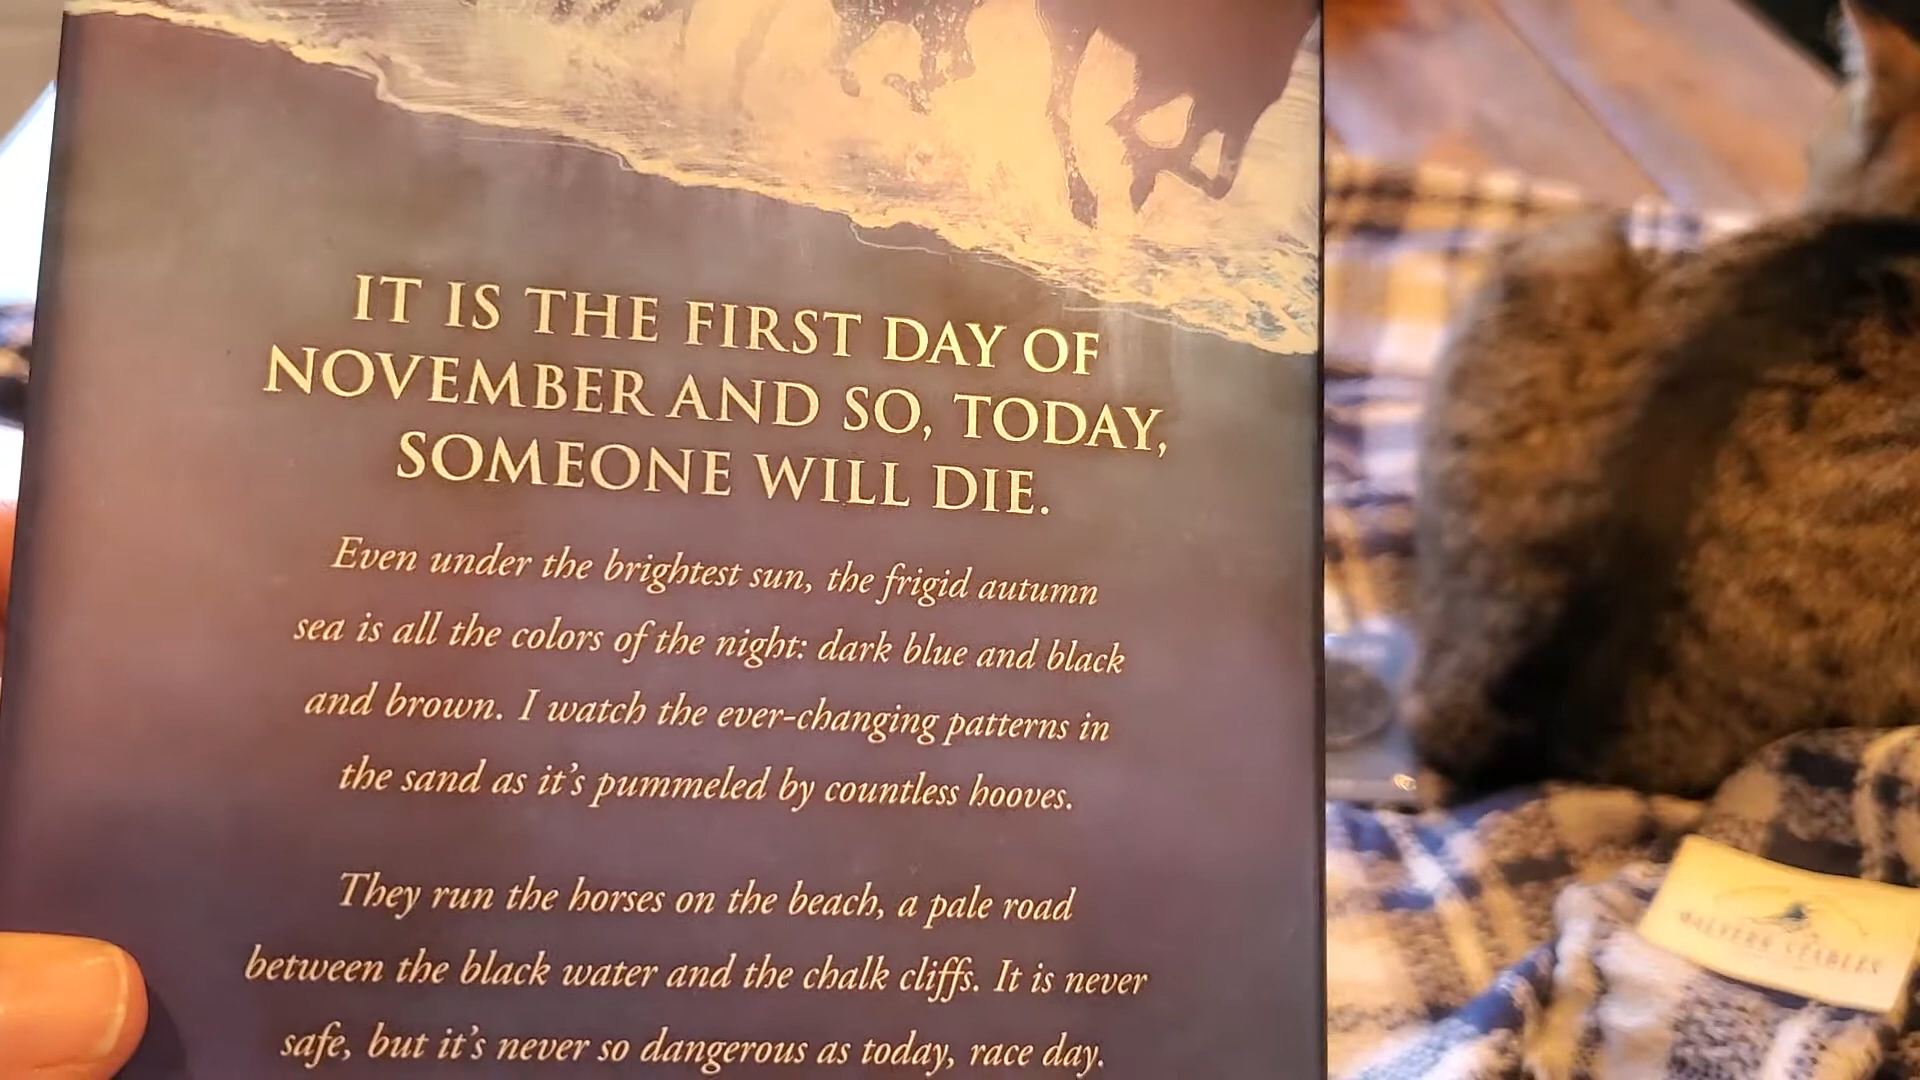 IT IS THE FIRST DAY OF
NOVEMBER AND SO, TODAY,
SOMEONE WILL DIE.
Even under the brightest sun, the frigid autumn
sea is all the colors of the night: dark blue and black
and brown. I watch the ever-changing patterns in
the sand as it's pummeled by countless hooves.
They run the horses on the beach, a pale road
between the black water and the chalk cliffs. It is never
safe, but it's never so dangerous as today, race day.
MALVERN STABLES